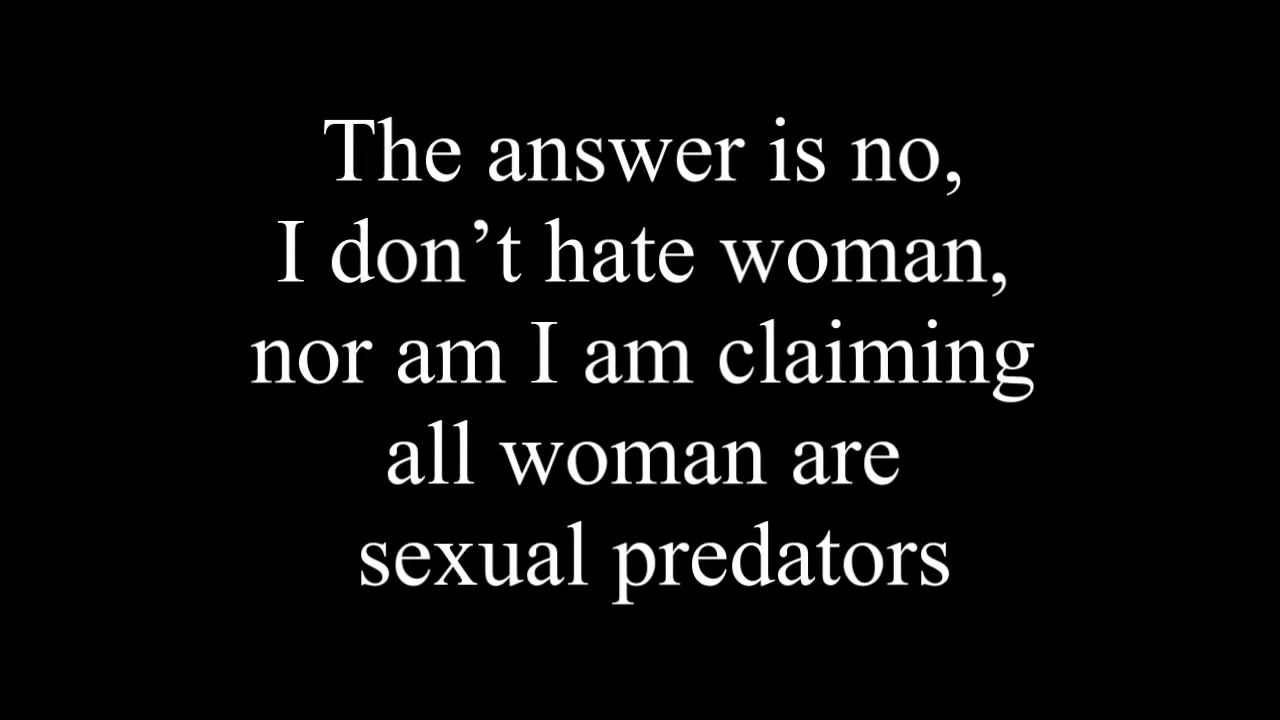 The answer is no,
I don’t hate woman,
nor am I am claiming
all woman are
sexual predators